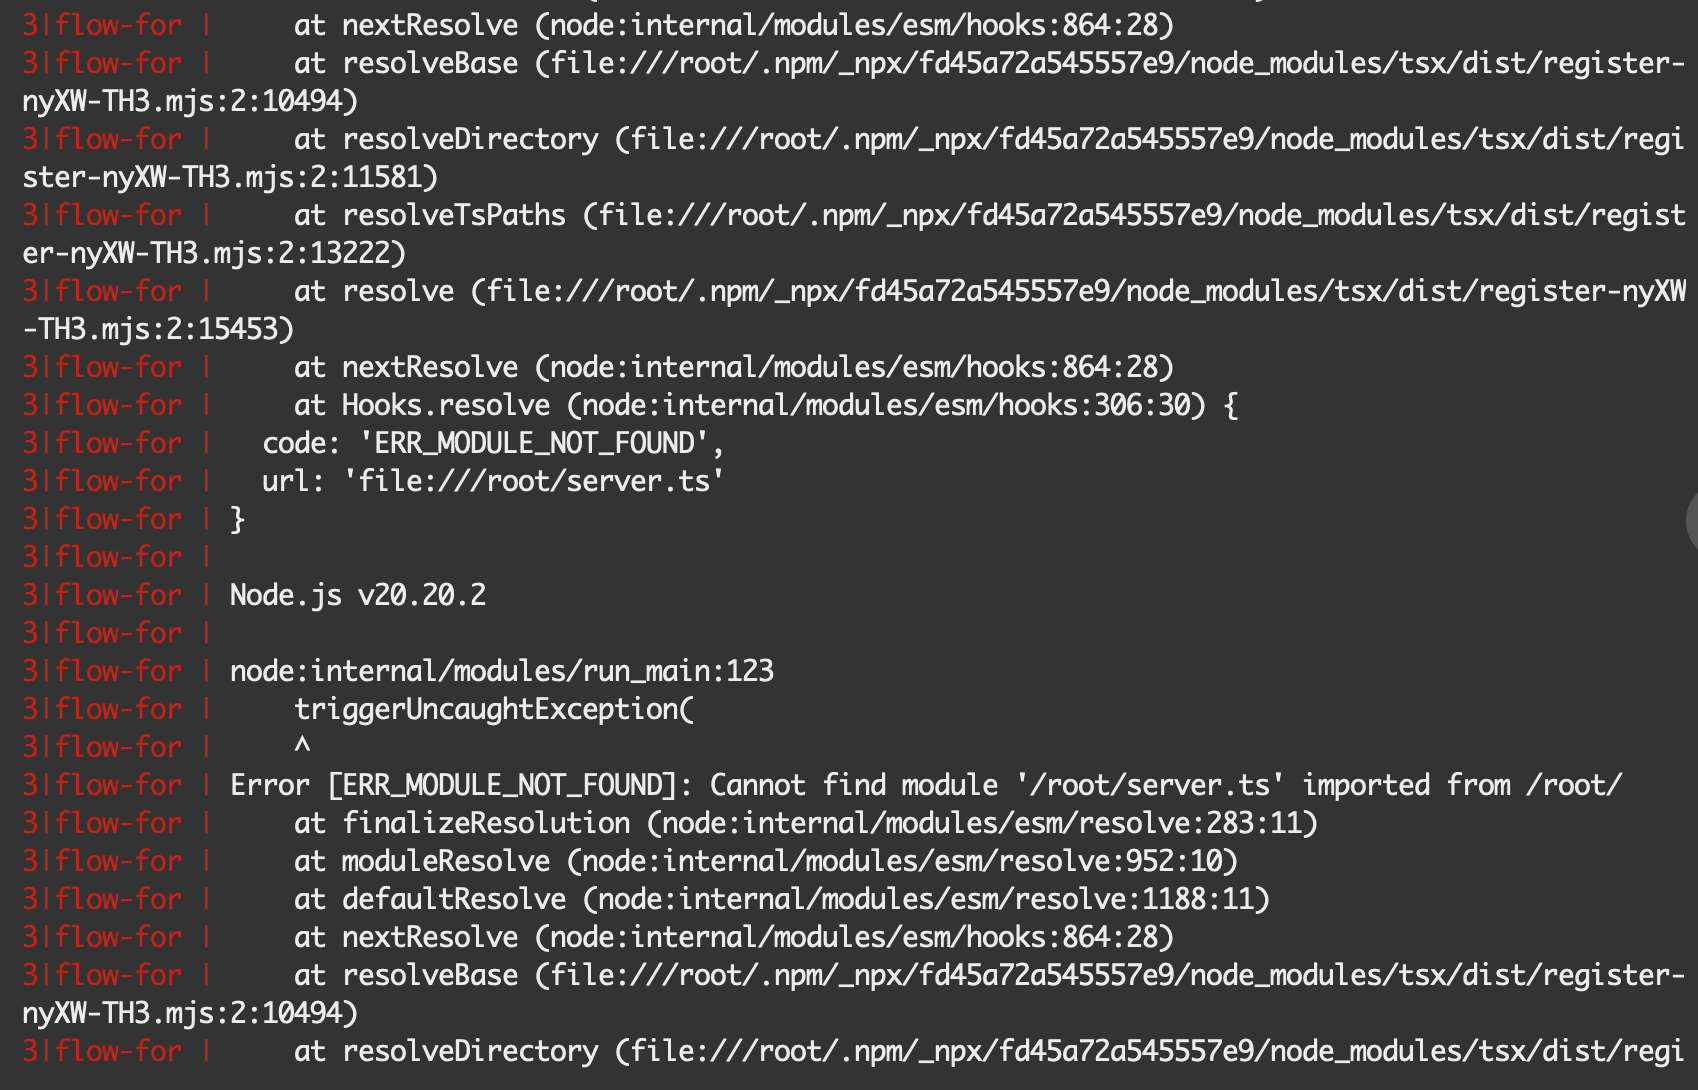 3|flow-for |     at nextResolve (node:internal/modules/esm/hooks:864:28)
3|flow-for |     at resolveBase (file:///root/.npm/_npx/fd45a72a545557e9/node_modules/tsx/dist/register-
nyXW-TH3.mjs:2:10494)
3|flow-for |     at resolveDirectory (file:///root/.npm/_npx/fd45a72a545557e9/node_modules/tsx/dist/regi
ster-nyXW-TH3.mjs:2:11581)
3|flow-for |     at resolveTsPaths (file:///root/.npm/_npx/fd45a72a545557e9/node_modules/tsx/dist/regist
er-nyXW-TH3.mjs:2:13222)
3|flow-for |     at resolve (file:///root/.npm/_npx/fd45a72a545557e9/node_modules/tsx/dist/register-nyXW
-TH3.mjs:2:15453)
3|flow-for |     at nextResolve (node:internal/modules/esm/hooks:864:28)
3|flow-for |     at Hooks.resolve (node:internal/modules/esm/hooks:306:30) {
3|flow-for |   code: 'ERR_MODULE_NOT_FOUND',
3|flow-for |   url: 'file:///root/server.ts'
3|flow-for | }
3|flow-for |
3|flow-for | Node.js v20.20.2
3|flow-for |
3|flow-for | node:internal/modules/run_main:123
3|flow-for |     triggerUncaughtException(
3|flow-for |     ^
3|flow-for | Error [ERR_MODULE_NOT_FOUND]: Cannot find module '/root/server.ts' imported from /root/
3|flow-for |     at finalizeResolution (node:internal/modules/esm/resolve:283:11)
3|flow-for |     at moduleResolve (node:internal/modules/esm/resolve:952:10)
3|flow-for |     at defaultResolve (node:internal/modules/esm/resolve:1188:11)
3|flow-for |     at nextResolve (node:internal/modules/esm/hooks:864:28)
3|flow-for |     at resolveBase (file:///root/.npm/_npx/fd45a72a545557e9/node_modules/tsx/dist/register-
nyXW-TH3.mjs:2:10494)
3|flow-for |     at resolveDirectory (file:///root/.npm/_npx/fd45a72a545557e9/node_modules/tsx/dist/regi